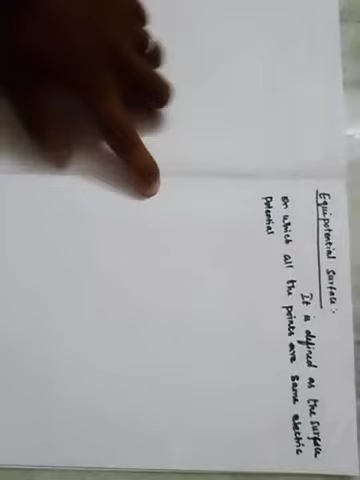 Equipotential surface :-
It is defined as the surface
on which all the points are same electric
potential